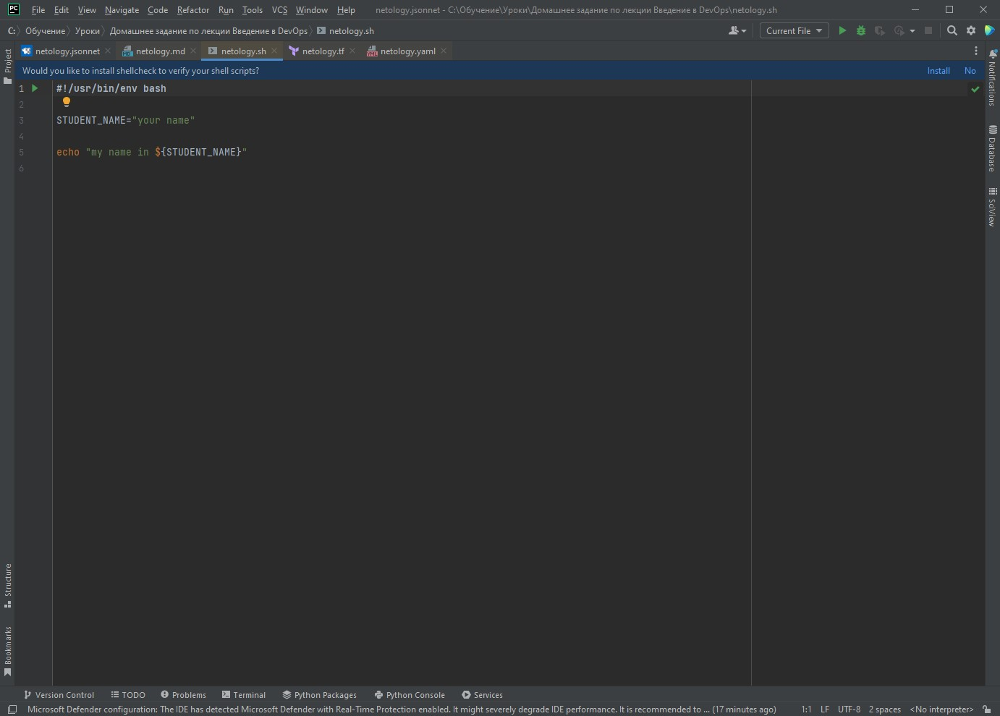 PC File Edit View Navigate Code Refactor Run Tools VCS Window Help netology.jsonnet - C:\Обучение\Уроки\Домашнее задание по лекции Введение в DevOps\netology.sh
C: Обучение Уроки Домашнее задание по лекции Введение в DevOps netology.sh Current File
netology.jsonnet netology.md netology.sh netology.tf netology.yaml
Would you like to install shellcheck to verify your shell scripts? Install No
1 #!/usr/bin/env bash
2
3 STUDENT_NAME="your name"
4
5 echo "my name in ${STUDENT_NAME}"
6
Project
Structure
Bookmarks
Notifications
Database
SciView
Version Control TODO Problems Terminal Python Packages Python Console Services
Microsoft Defender configuration: The IDE has detected Microsoft Defender with Real-Time Protection enabled. It might severely degrade IDE performance. It is recommended to ... (17 minutes ago) 1:1 LF UTF-8 2 spaces <No interpreter>